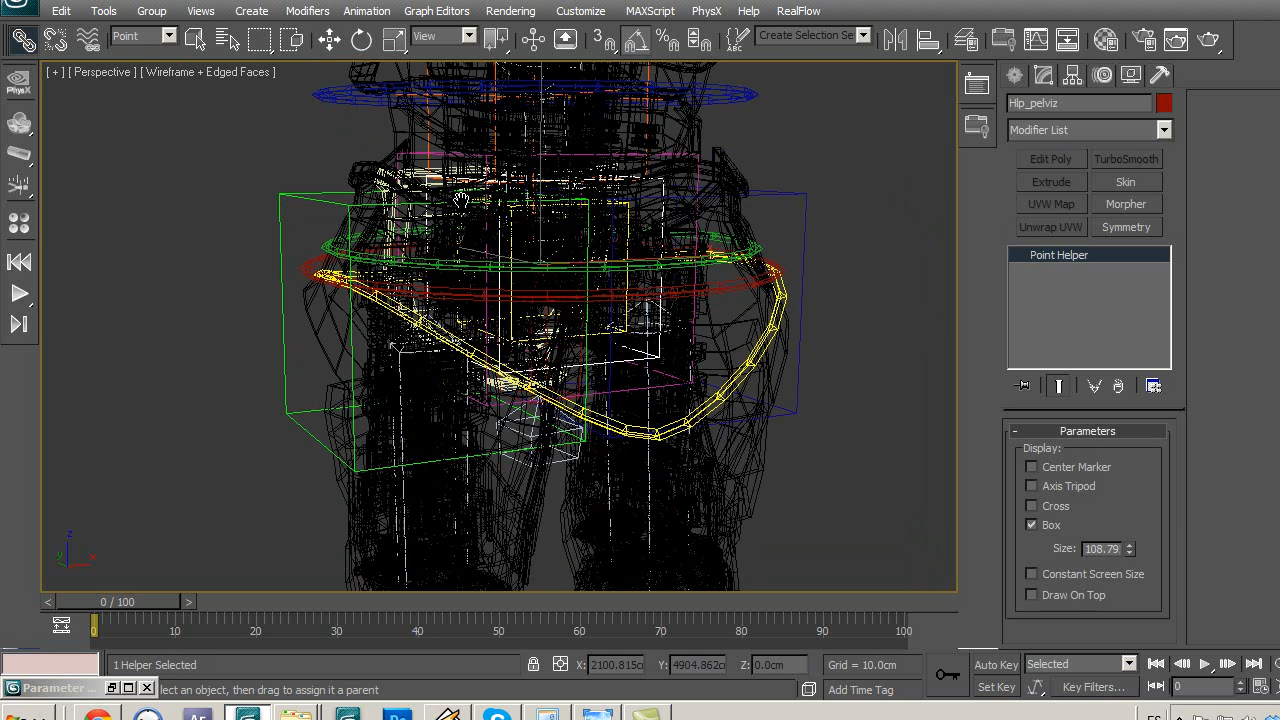 Edit Tools Group Views Create Modifiers Animation Graph Editors Rendering Customize MAXScript PhysX Help RealFlow
Point View 3 Create Selection Se
[ + ] [ Perspective ] [ Wireframe + Edged Faces ]
PhysX
Hlp_pelviz
Modifier List
Edit Poly TurboSmooth
Extrude Skin
UVW Map Morpher
Unwrap UVW Symmetry
Point Helper
- Parameters
Display:
Center Marker
Axis Tripod
Cross
Box
Size: 108.79
Constant Screen Size
Draw On Top
z
y x
< 0 / 100 >
0 10 20 30 40 50 60 70 80 90 100
1 Helper Selected X: 2100.815c Y: 4904.862c Z: 0.0cm Grid = 10.0cm Auto Key Selected
Parameter ... lect an object, then drag to assign it a parent Add Time Tag Set Key Key Filters... 0